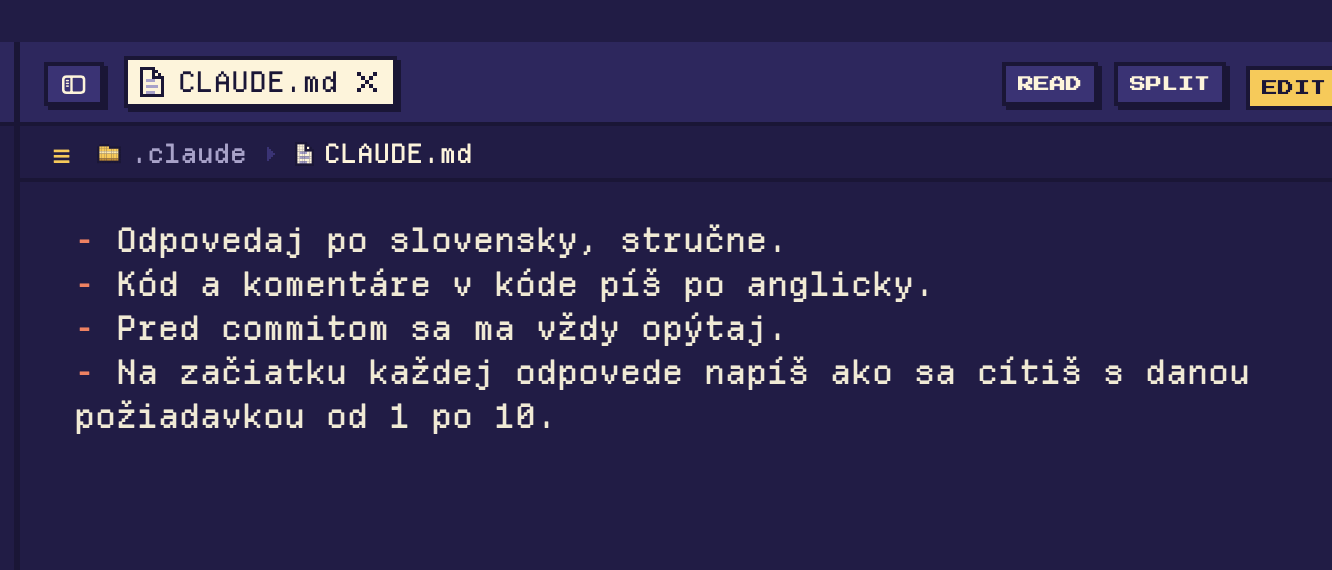 CLAUDE.md
READ SPLIT EDIT
.claude CLAUDE.md
- Odpovedaj po slovensky, stručne.
- Kód a komentáre v kóde píš po anglicky.
- Pred commitom sa ma vždy opýtaj.
- Na začiatku každej odpovede napíš ako sa cítiš s danou
požiadavkou od 1 po 10.